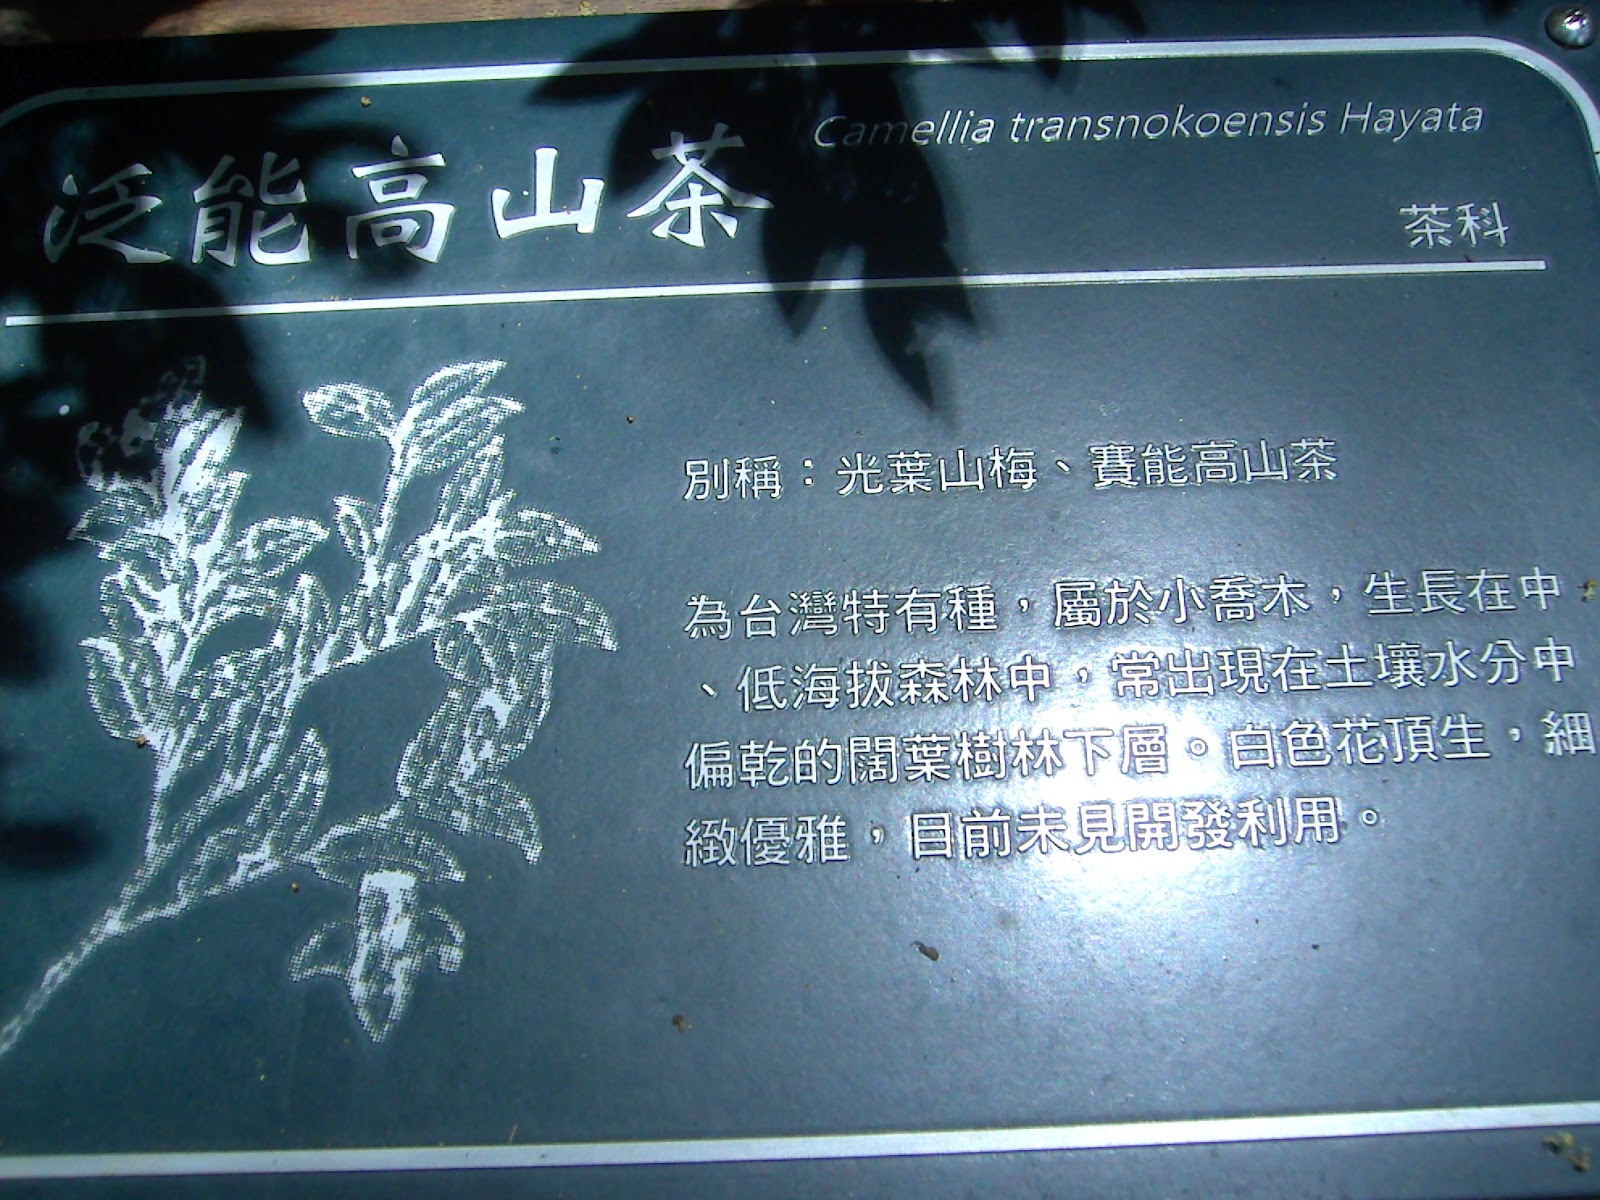 泛能高山茶
Camellia transnokoensis Hayata
茶科
別稱：光葉山梅、賽能高山茶
為台灣特有種，屬於小喬木，生長在中
、低海拔森林中，常出現在土壤水分中
偏乾的闊葉樹林下層。白色花頂生，細
緻優雅，目前未見開發利用。